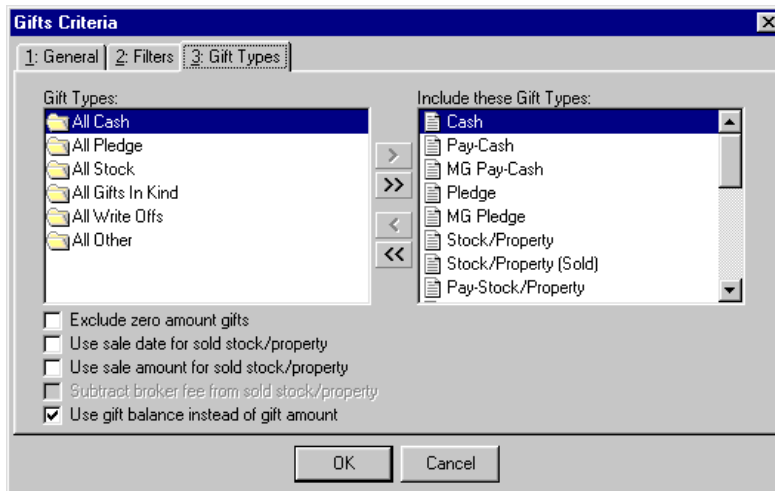 Gifts Criteria
1: General 2: Filters 3: Gift Types
Gift Types:
All Cash
All Pledge
All Stock
All Gifts In Kind
All Write Offs
All Other
>
>>
<
<<
Include these Gift Types:
Cash
Pay-Cash
MG Pay-Cash
Pledge
MG Pledge
Stock/Property
Stock/Property (Sold)
Pay-Stock/Property
Exclude zero amount gifts
Use sale date for sold stock/property
Use sale amount for sold stock/property
Subtract broker fee from sold stock/property
Use gift balance instead of gift amount
OK Cancel